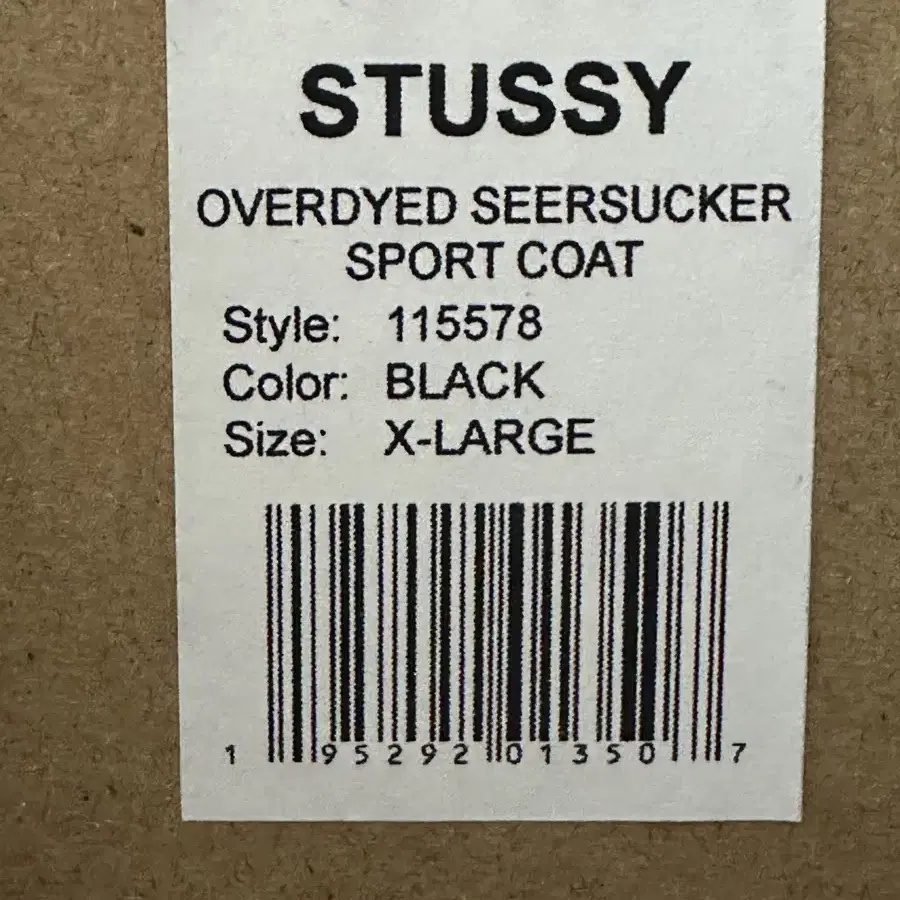 STUSSY
OVERDYED SEERSUCKER
SPORT COAT
Style: 115578
Color: BLACK
Size: X-LARGE
1 95292 01350 7